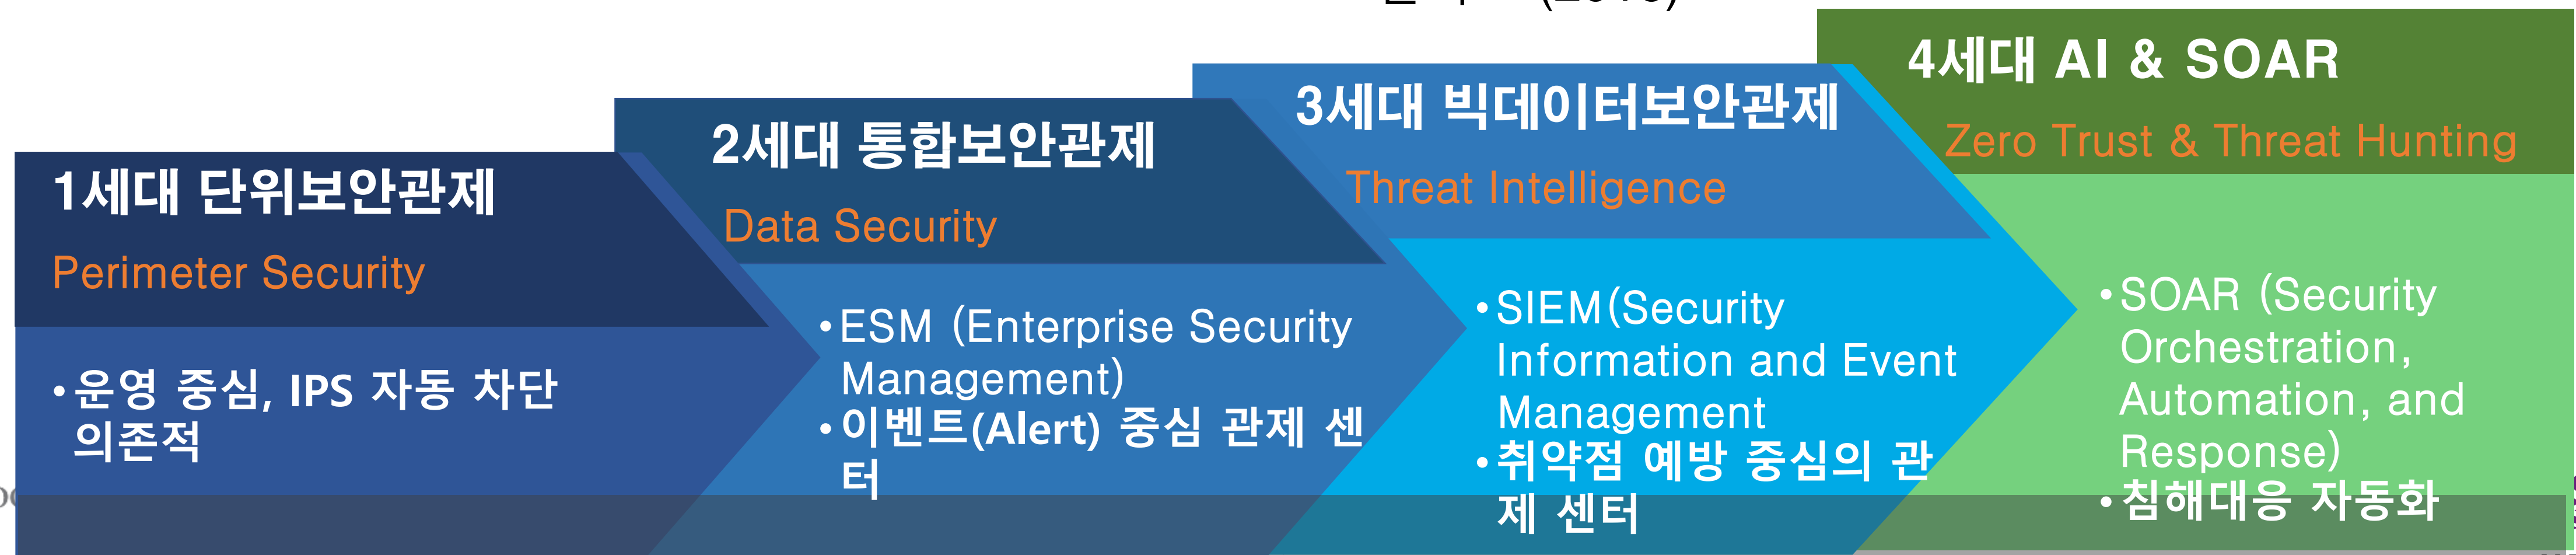 1세대 단위보안관제
Perimeter Security
•운영 중심, IPS 자동 차단
의존적
2세대 통합보안관제
Data Security
•ESM (Enterprise Security
Management)
•이벤트(Alert) 중심 관제 센
터
3세대 빅데이터보안관제
Threat Intelligence
•SIEM(Security
Information and Event
Management
•취약점 예방 중심의 관
제 센터
4세대 AI & SOAR
Zero Trust & Threat Hunting
•SOAR (Security
Orchestration,
Automation, and
Response)
•침해대응 자동화